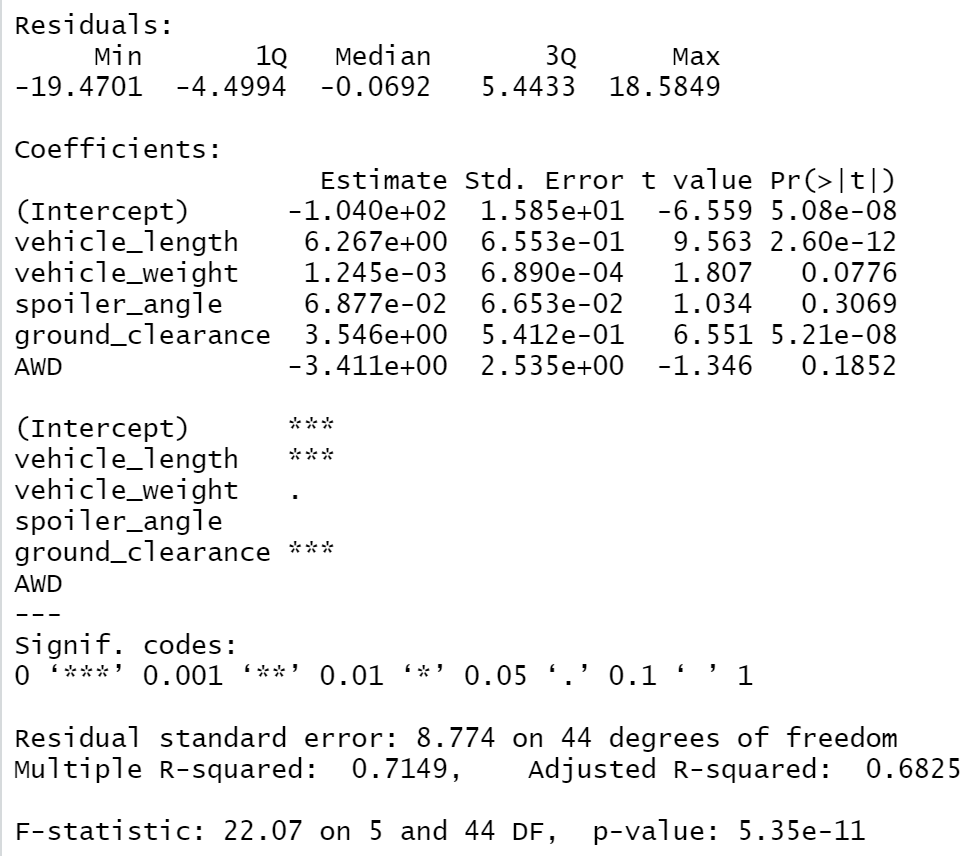 Residuals:
Min 1Q Median 3Q Max
-19.4701 -4.4994 -0.0692 5.4433 18.5849
Coefficients:
Estimate Std. Error t value Pr(>|t|)
(Intercept) -1.040e+02 1.585e+01 -6.559 5.08e-08
vehicle_length 6.267e+00 6.553e-01 9.563 2.60e-12
vehicle_weight 1.245e-03 6.890e-04 1.807 0.0776
spoiler_angle 6.877e-02 6.653e-02 1.034 0.3069
ground_clearance 3.546e+00 5.412e-01 6.551 5.21e-08
AWD -3.411e+00 2.535e+00 -1.346 0.1852
(Intercept) ***
vehicle_length ***
vehicle_weight .
spoiler_angle
ground_clearance ***
AWD
---
Signif. codes:
0 ‘***’ 0.001 ‘**’ 0.01 ‘*’ 0.05 ‘.’ 0.1 ‘ ’ 1
Residual standard error: 8.774 on 44 degrees of freedom
Multiple R-squared: 0.7149, Adjusted R-squared: 0.6825
F-statistic: 22.07 on 5 and 44 DF, p-value: 5.35e-11